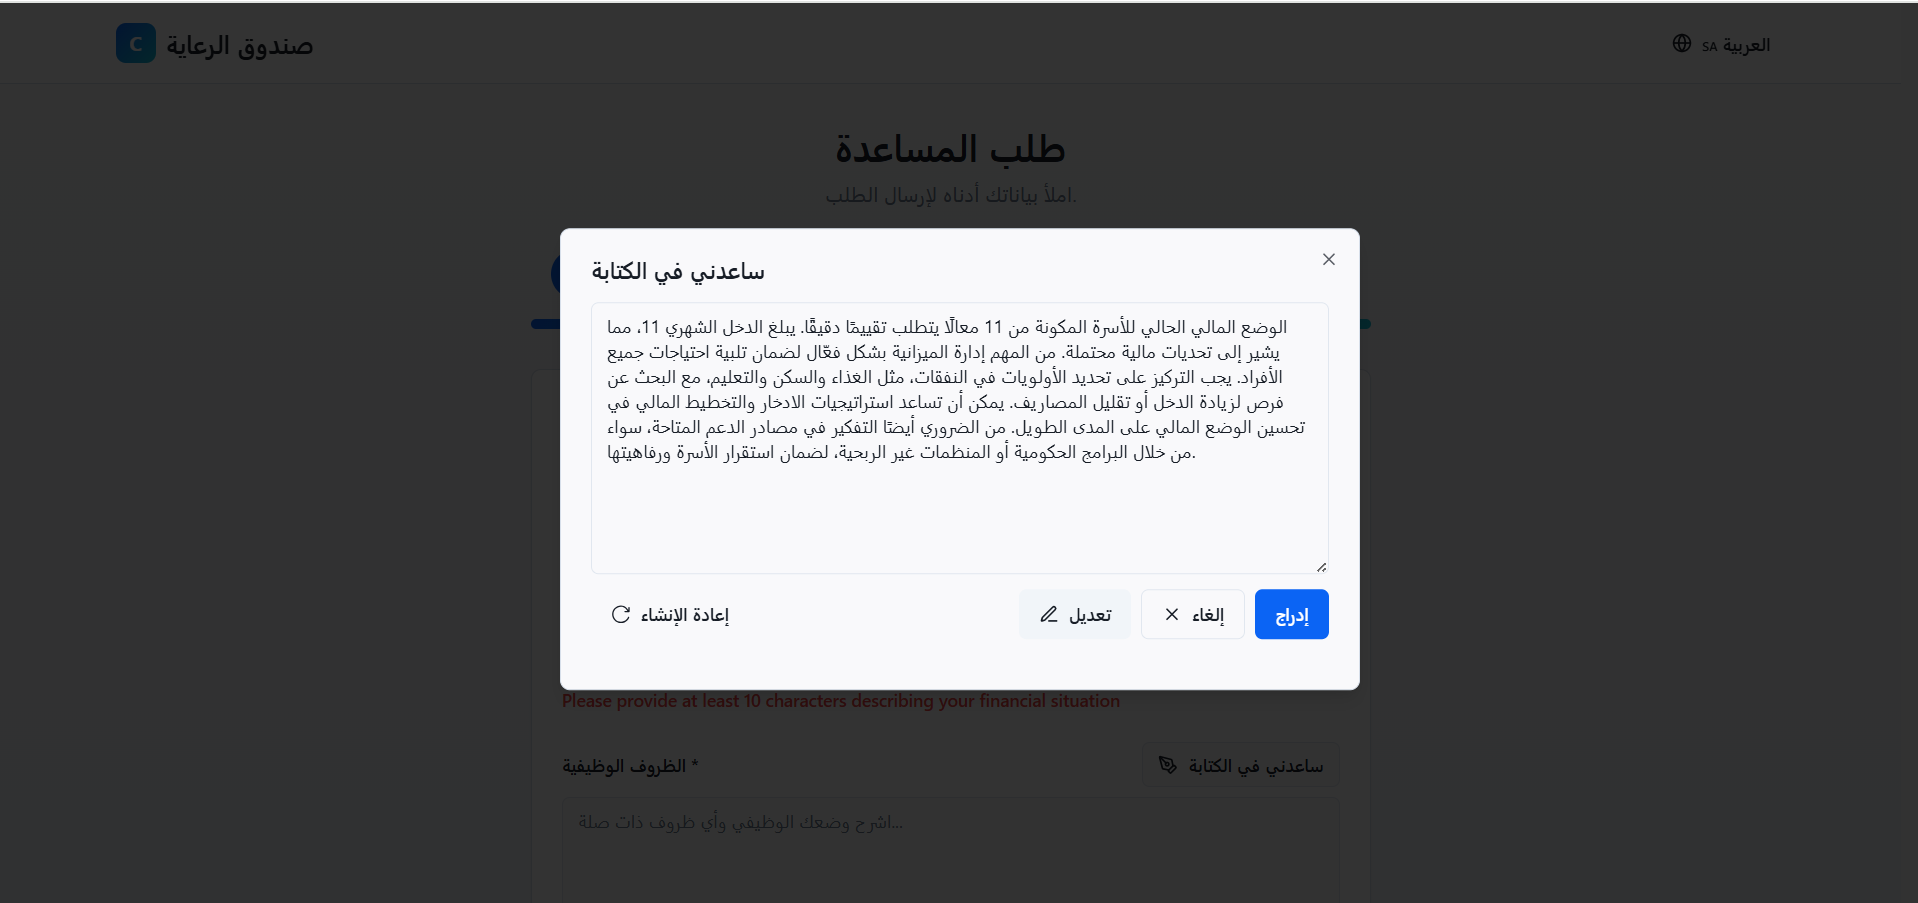 صندوق الرعاية
C
العربية SA
طلب المساعدة
املأ بياناتك أدناه لإرسال الطلب.
ساعدني في الكتابة
الوضع المالي الحالي للأسرة المكونة من 11 معالًا يتطلب تقييمًا دقيقًا. يبلغ الدخل الشهري 11، مما
يشير إلى تحديات مالية محتملة. من المهم إدارة الميزانية بشكل فعّال لضمان تلبية احتياجات جميع
الأفراد. يجب التركيز على تحديد الأولويات في النفقات، مثل الغذاء والسكن والتعليم، مع البحث عن
فرص لزيادة الدخل أو تقليل المصاريف. يمكن أن تساعد استراتيجيات الادخار والتخطيط المالي في
تحسين الوضع المالي على المدى الطويل. من الضروري أيضًا التفكير في مصادر الدعم المتاحة، سواء
من خلال البرامج الحكومية أو المنظمات غير الربحية، لضمان استقرار الأسرة ورفاهيتها.
إعادة الإنشاء
تعديل
إلغاء
إدراج
Please provide at least 10 characters describing your financial situation
الظروف الوظيفية *
ساعدني في الكتابة
اشرح وضعك الوظيفي وأي ظروف ذات صلة...